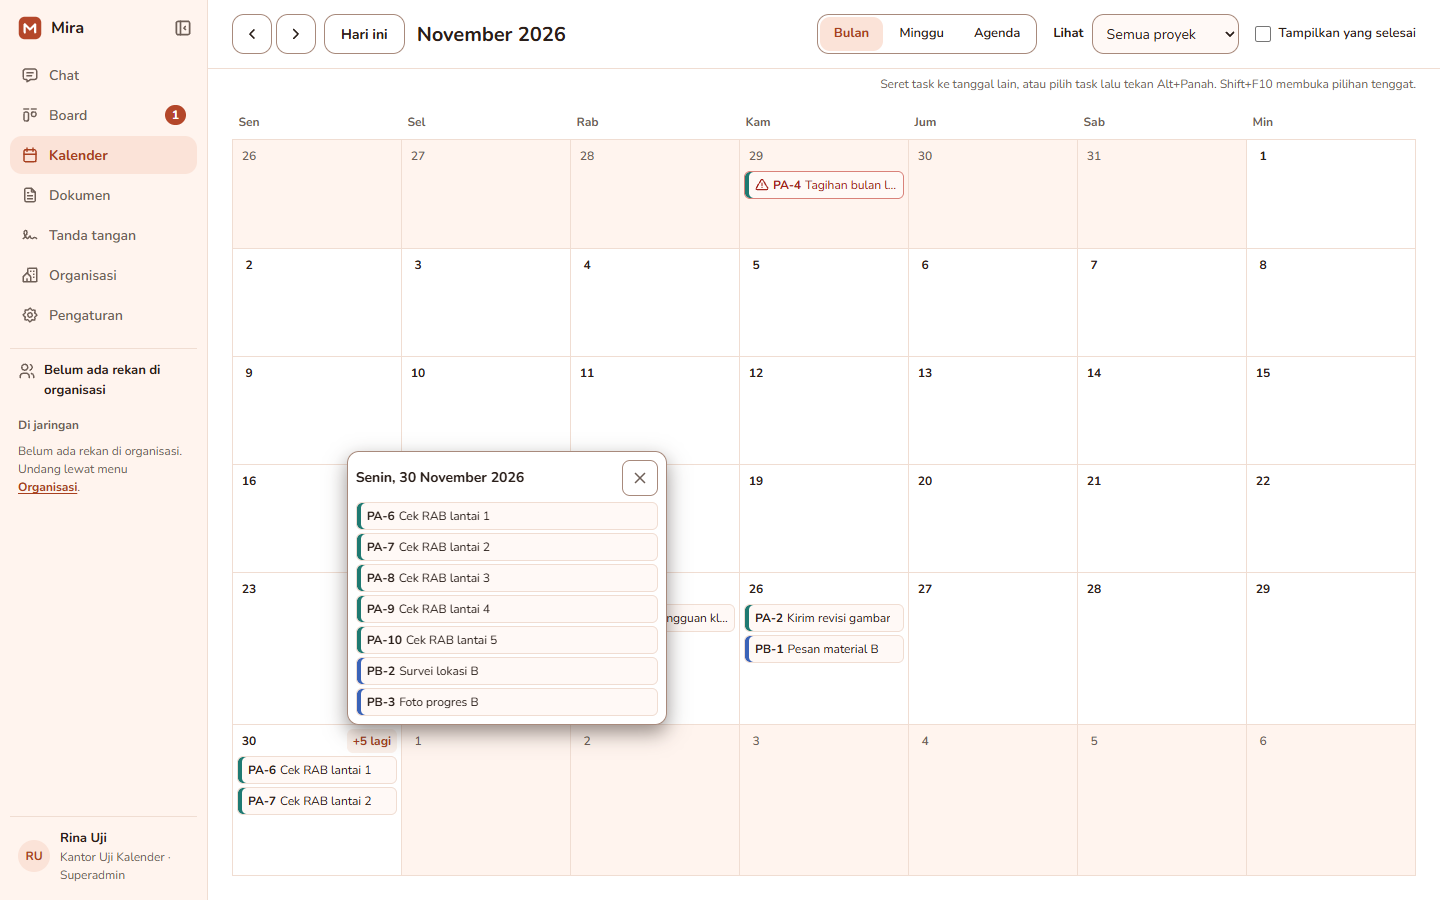 Mira
Chat
Board 1
Kalender
Dokumen
Tanda tangan
Organisasi
Pengaturan
Belum ada rekan di
organisasi
Di jaringan
Belum ada rekan di organisasi.
Undang lewat menu
Organisasi.
RU
Rina Uji
Kantor Uji Kalender ·
Superadmin
Hari ini
November 2026
Bulan Minggu Agenda
Lihat Semua proyek
Tampilkan yang selesai
Seret task ke tanggal lain, atau pilih task lalu tekan Alt+Panah. Shift+F10 membuka pilihan tenggat.
Sen Sel Rab Kam Jum Sab Min
26 27 28 29 30 31 1
PA-4 Tagihan bulan l...
2 3 4 5 6 7 8
9 10 11 12 13 14 15
16 19 20 21 22
Senin, 30 November 2026
PA-6 Cek RAB lantai 1
PA-7 Cek RAB lantai 2
PA-8 Cek RAB lantai 3
PA-9 Cek RAB lantai 4
PA-10 Cek RAB lantai 5
PB-2 Survei lokasi B
PB-3 Foto progres B
23 26 27 28 29
ngguan kl...
PA-2 Kirim revisi gambar
PB-1 Pesan material B
30 +5 lagi 1 2 3 4 5 6
PA-6 Cek RAB lantai 1
PA-7 Cek RAB lantai 2